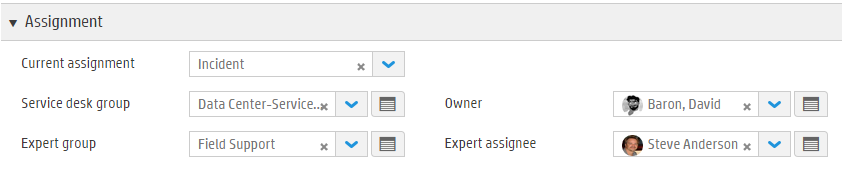 Assignment
Current assignment Incident
Service desk group Data Center-Service... Owner Baron, David
Expert group Field Support Expert assignee Steve Anderson